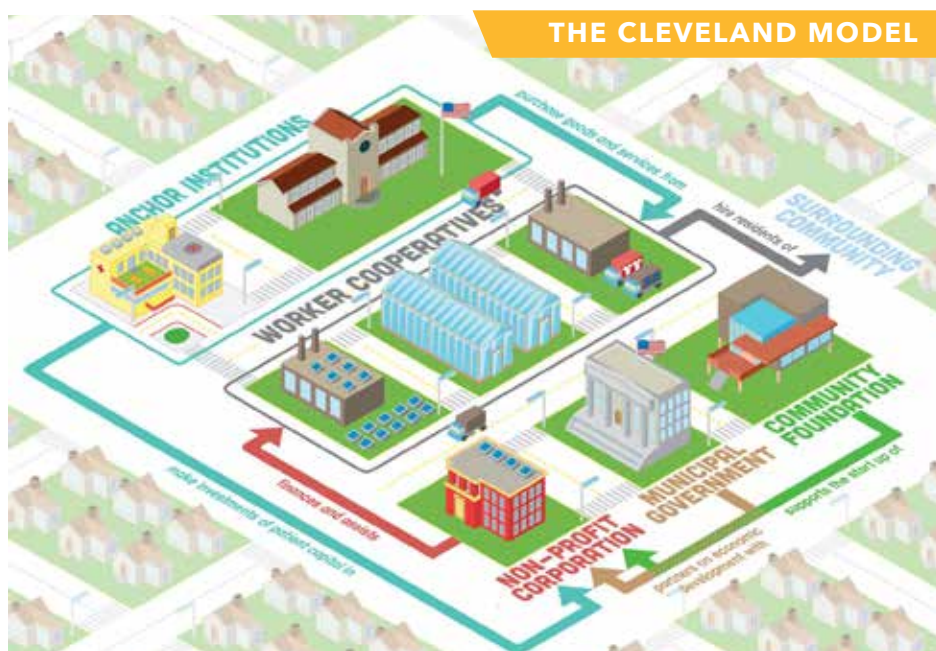 THE CLEVELAND MODEL
purchase goods and services from
ANCHOR INSTITUTIONS
hire residents of
SURROUNDING
COMMUNITY
WORKER COOPERATIVES
COMMUNITY
FOUNDATION
MUNICIPAL
GOVERNMENT
supports the start up of
finances and assists
make investments of patient capital in
NON-PROFIT
CORPORATION
partners on economic
development with